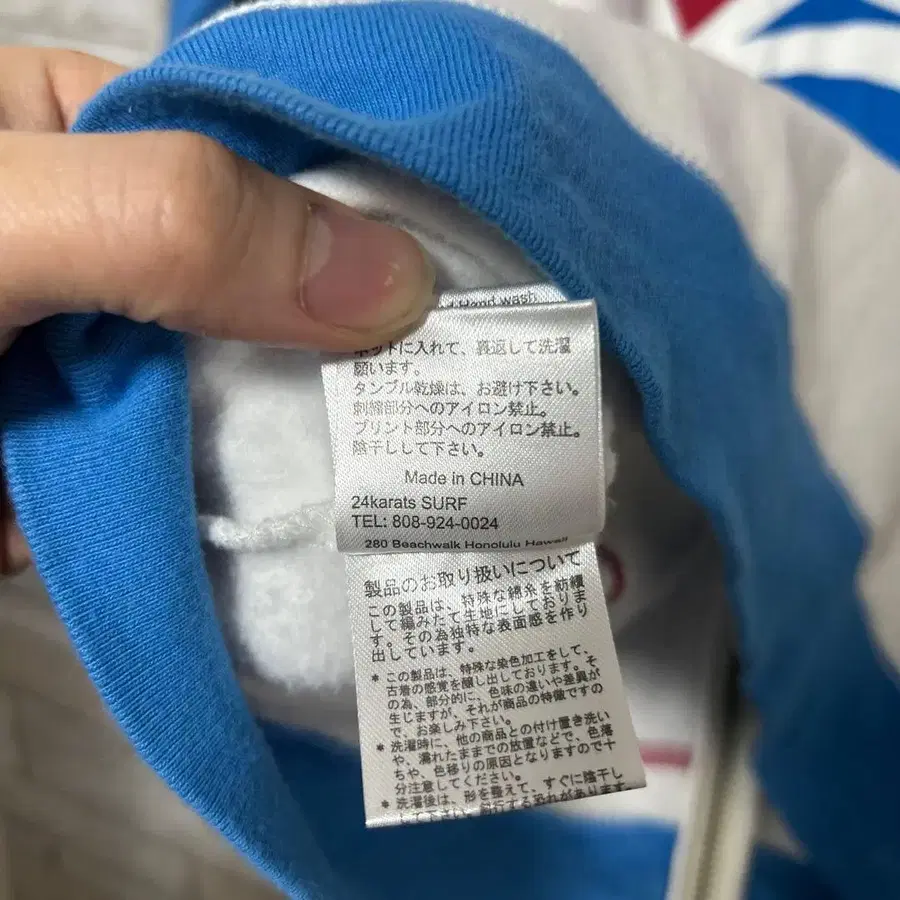 Hand wash
ネットに入れて、裏返して洗濯
願います。
タンブル乾燥は、お避け下さい。
刺繍部分へのアイロン禁止。
プリント部分へのアイロン禁止。
陰干しして下さい。
Made in CHINA
24karats SURF
TEL: 808-924-0024
280 Beachwalk Honolulu Hawaii
製品のお取り扱いについて
この製品は、特殊な綿糸を紡績
して編みたて生地にしておりま
す。その為独特な表面感を作り
出しています。
* この製品は、特殊な染色加工をして、
古着の感覚を醸し出しております。そ
の為、部分的に、色味の違いや差異が
生じますが、それが商品の特徴ですの
で、お楽しみ下さい。
* 洗濯時に、他の商品との付け置き洗い
や、濡れたままでの放置などで、色落
ちや、色移りの原因となりますので十
分注意してください。
* 洗濯後は、形を整えて、すぐに陰干し
して下さい。